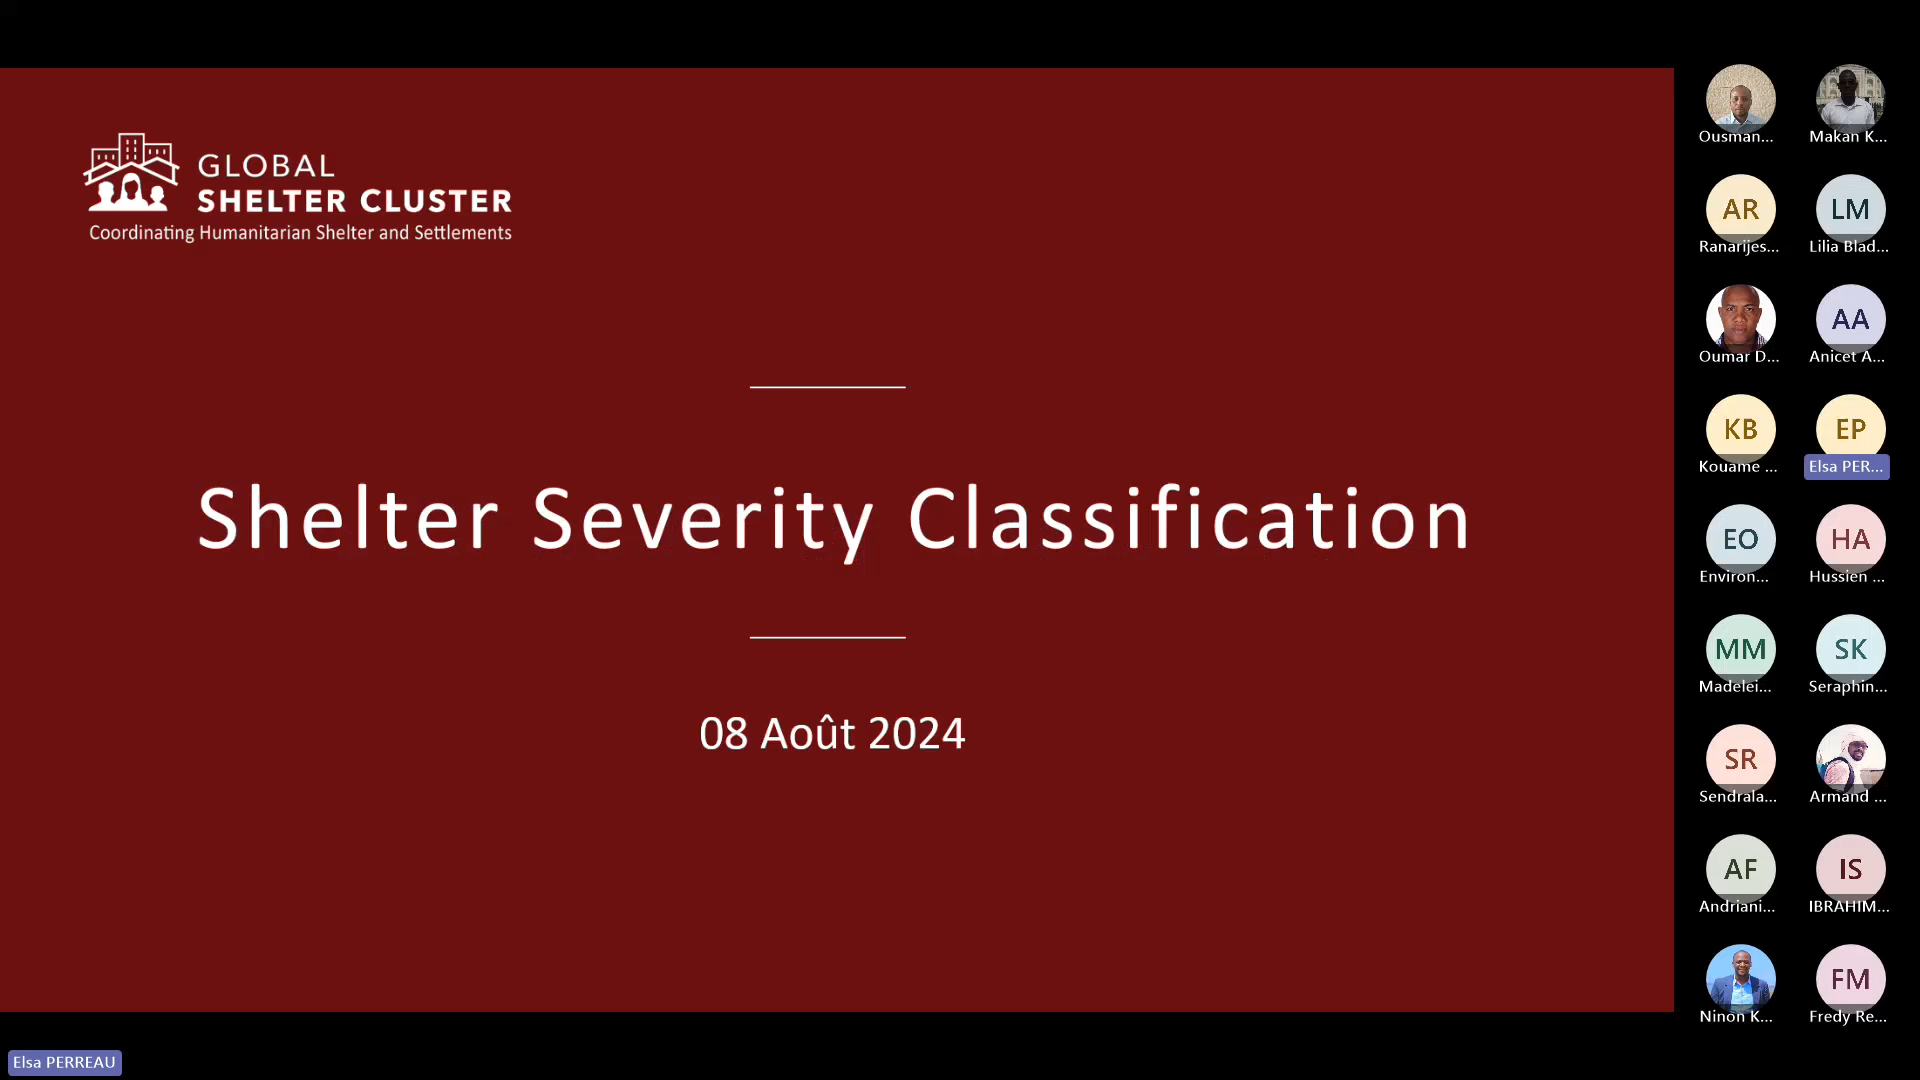 GLOBAL
SHELTER CLUSTER
Coordinating Humanitarian Shelter and Settlements
Shelter Severity Classification
08 Août 2024
Ousman...
Makan K...
AR
Ranarijes...
LM
Lilia Blad...
Oumar D...
AA
Anicet A...
KB
Kouame ...
EP
Elsa PER...
EO
Environ...
HA
Hussien ...
MM
Madelei...
SK
Seraphin...
SR
Sendrala...
Armand ...
AF
Andriani...
IS
IBRAHIM...
Ninon K...
FM
Fredy Re...
Elsa PERREAU